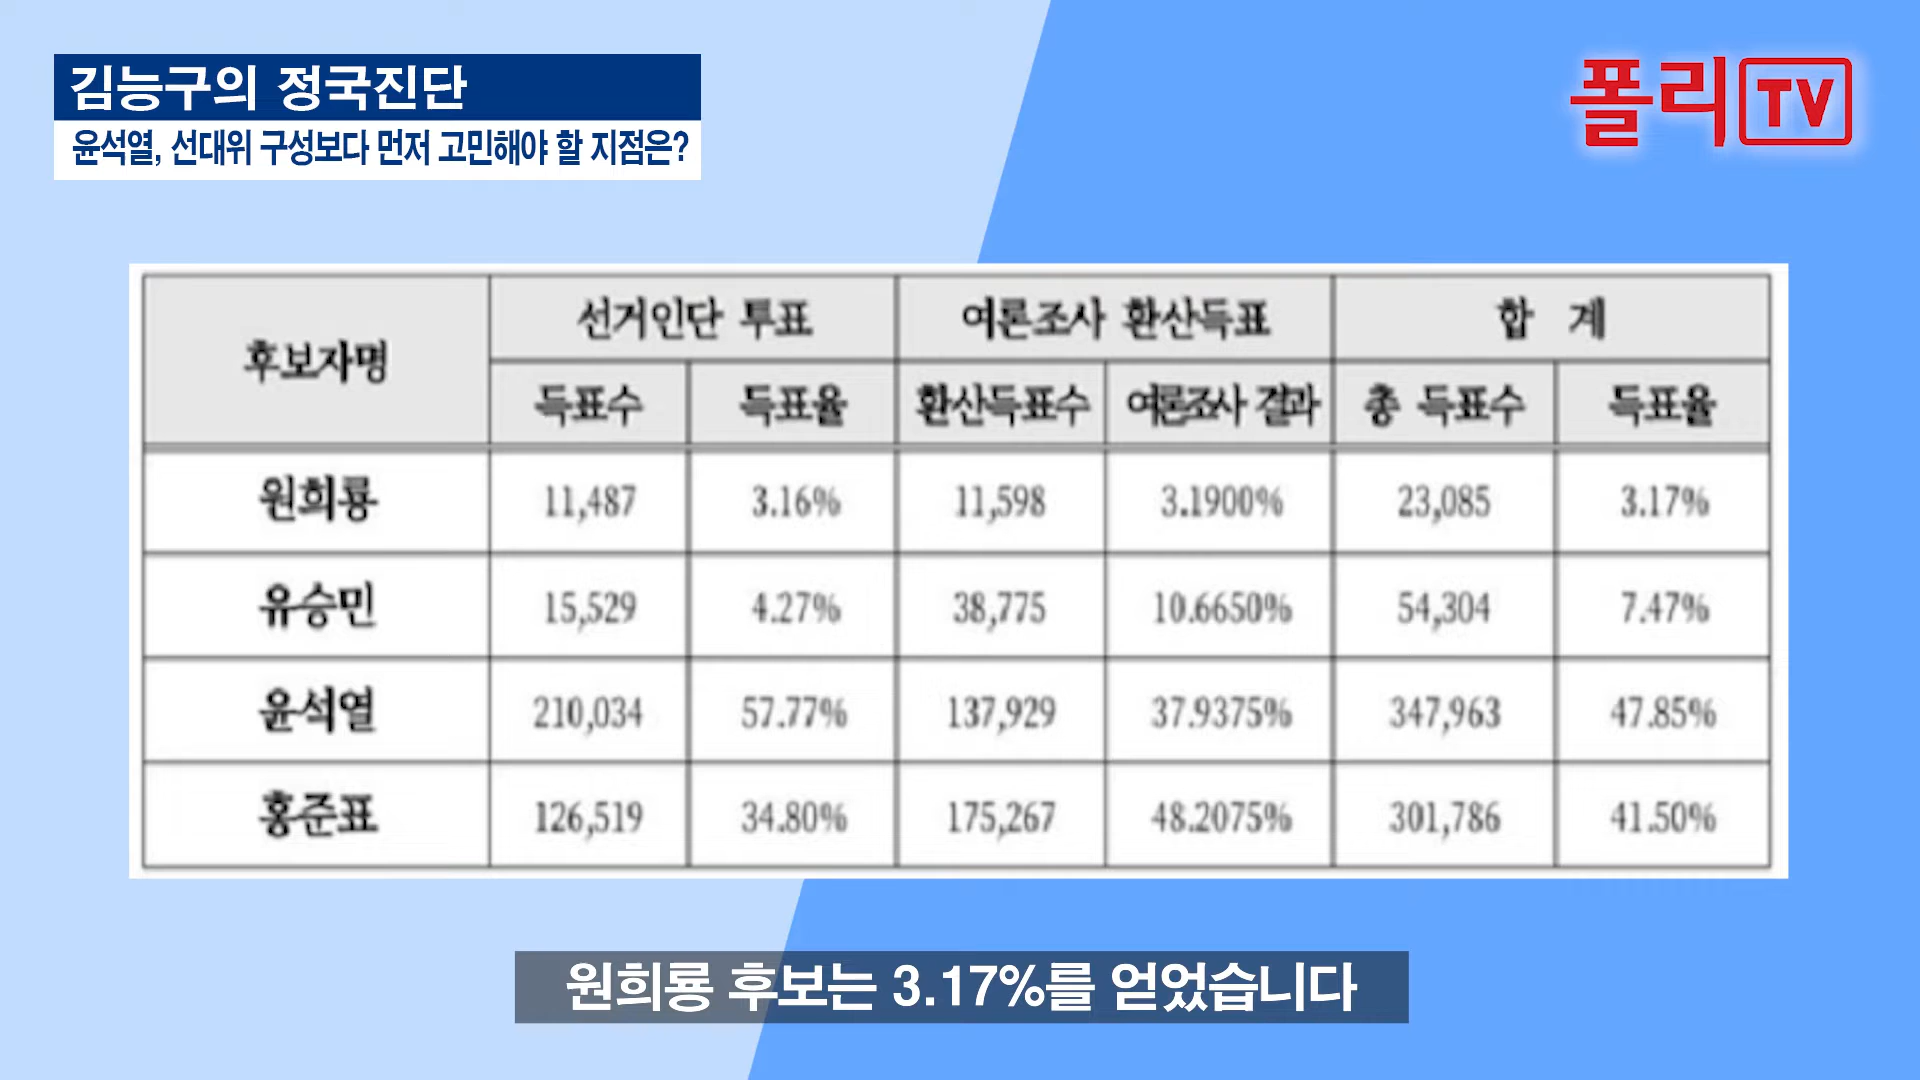 김능구의 정국진단
윤석열, 선대위 구성보다 먼저 고민해야 할 지점은?
폴리TV
후보자명 선거인단 투표 여론조사 환산득표 합 계
득표수 득표율 환산득표수 여론조사 결과 총 득표수 득표율
원희룡 11,487 3.16% 11,598 3.1900% 23,085 3.17%
유승민 15,529 4.27% 38,775 10.6650% 54,304 7.47%
윤석열 210,034 57.77% 137,929 37.9375% 347,963 47.85%
홍준표 126,519 34.80% 175,267 48.2075% 301,786 41.50%
원희룡 후보는 3.17%를 얻었습니다